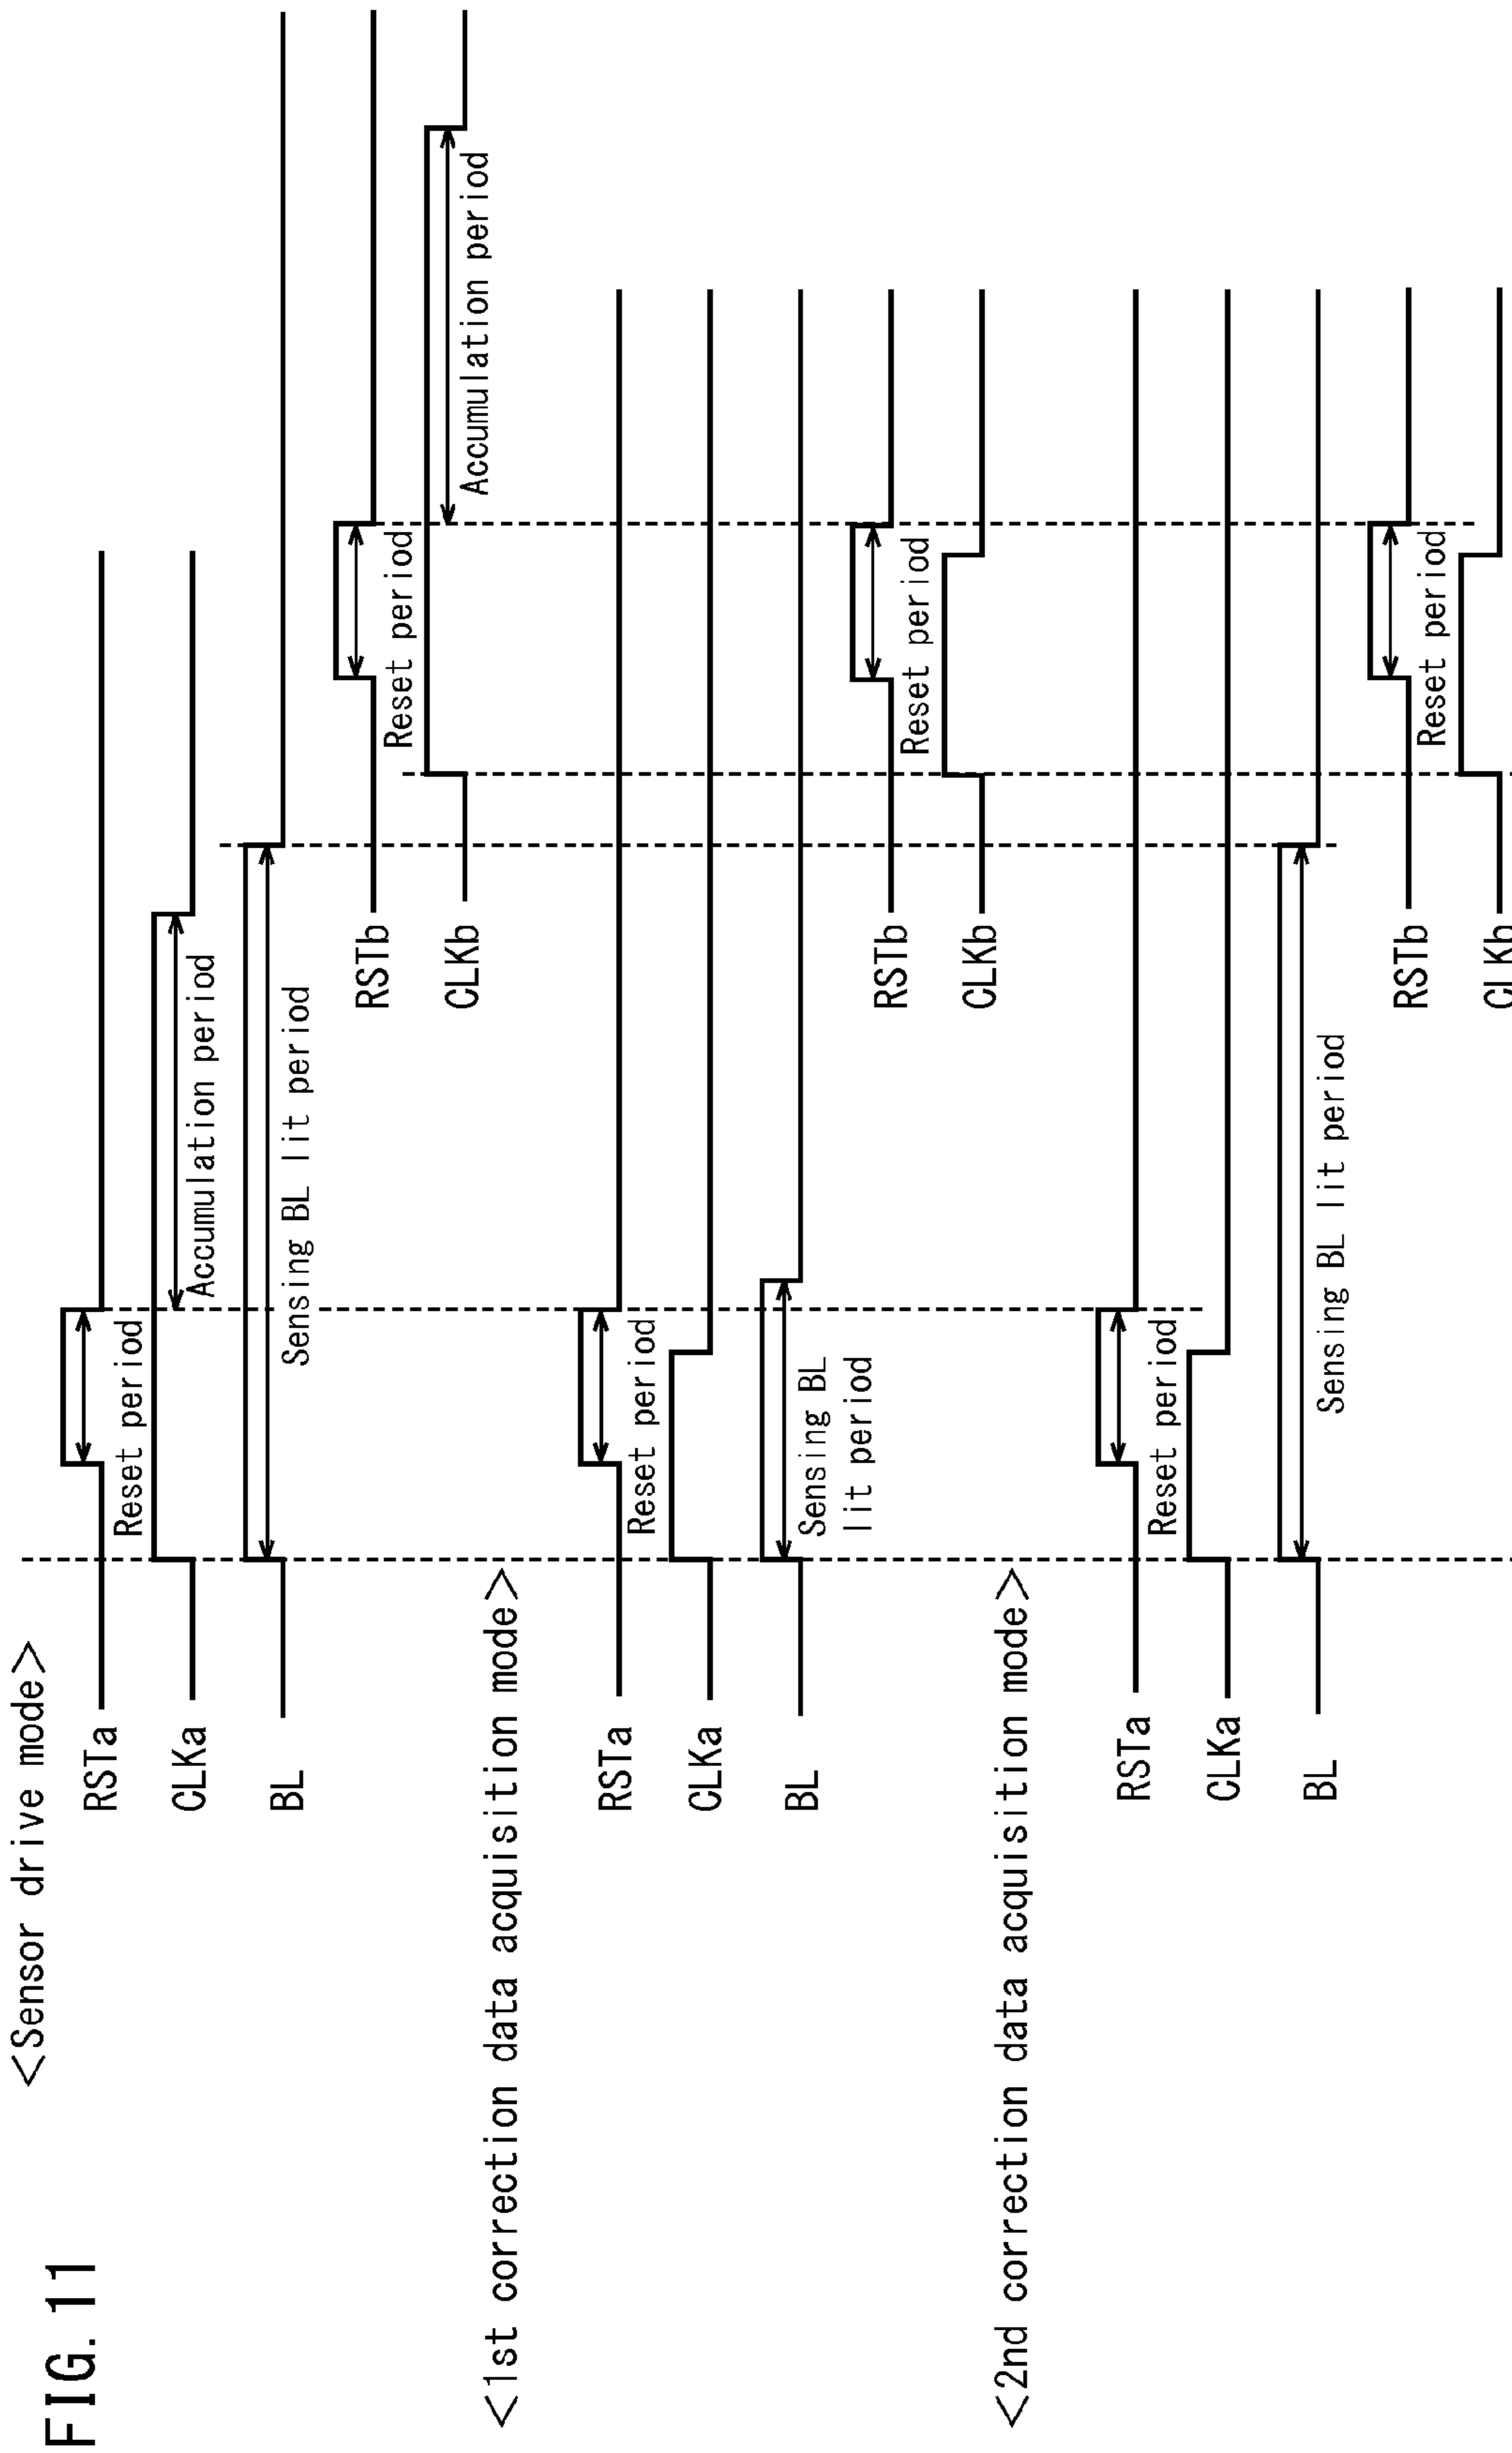 FIG. 11
<Sensor drive mode>
RSTa
Reset period
CLKa
Accumulation period
BL
Sensing BL lit period
RSTb
Reset period
CLKb
Accumulation period
<1st correction data acquisition mode>
RSTa
Reset period
CLKa
BL
Sensing BL
lit period
RSTb
Reset period
CLKb
<2nd correction data acquisition mode>
RSTa
Reset period
CLKa
BL
Sensing BL lit period
RSTb
Reset period
CLKb